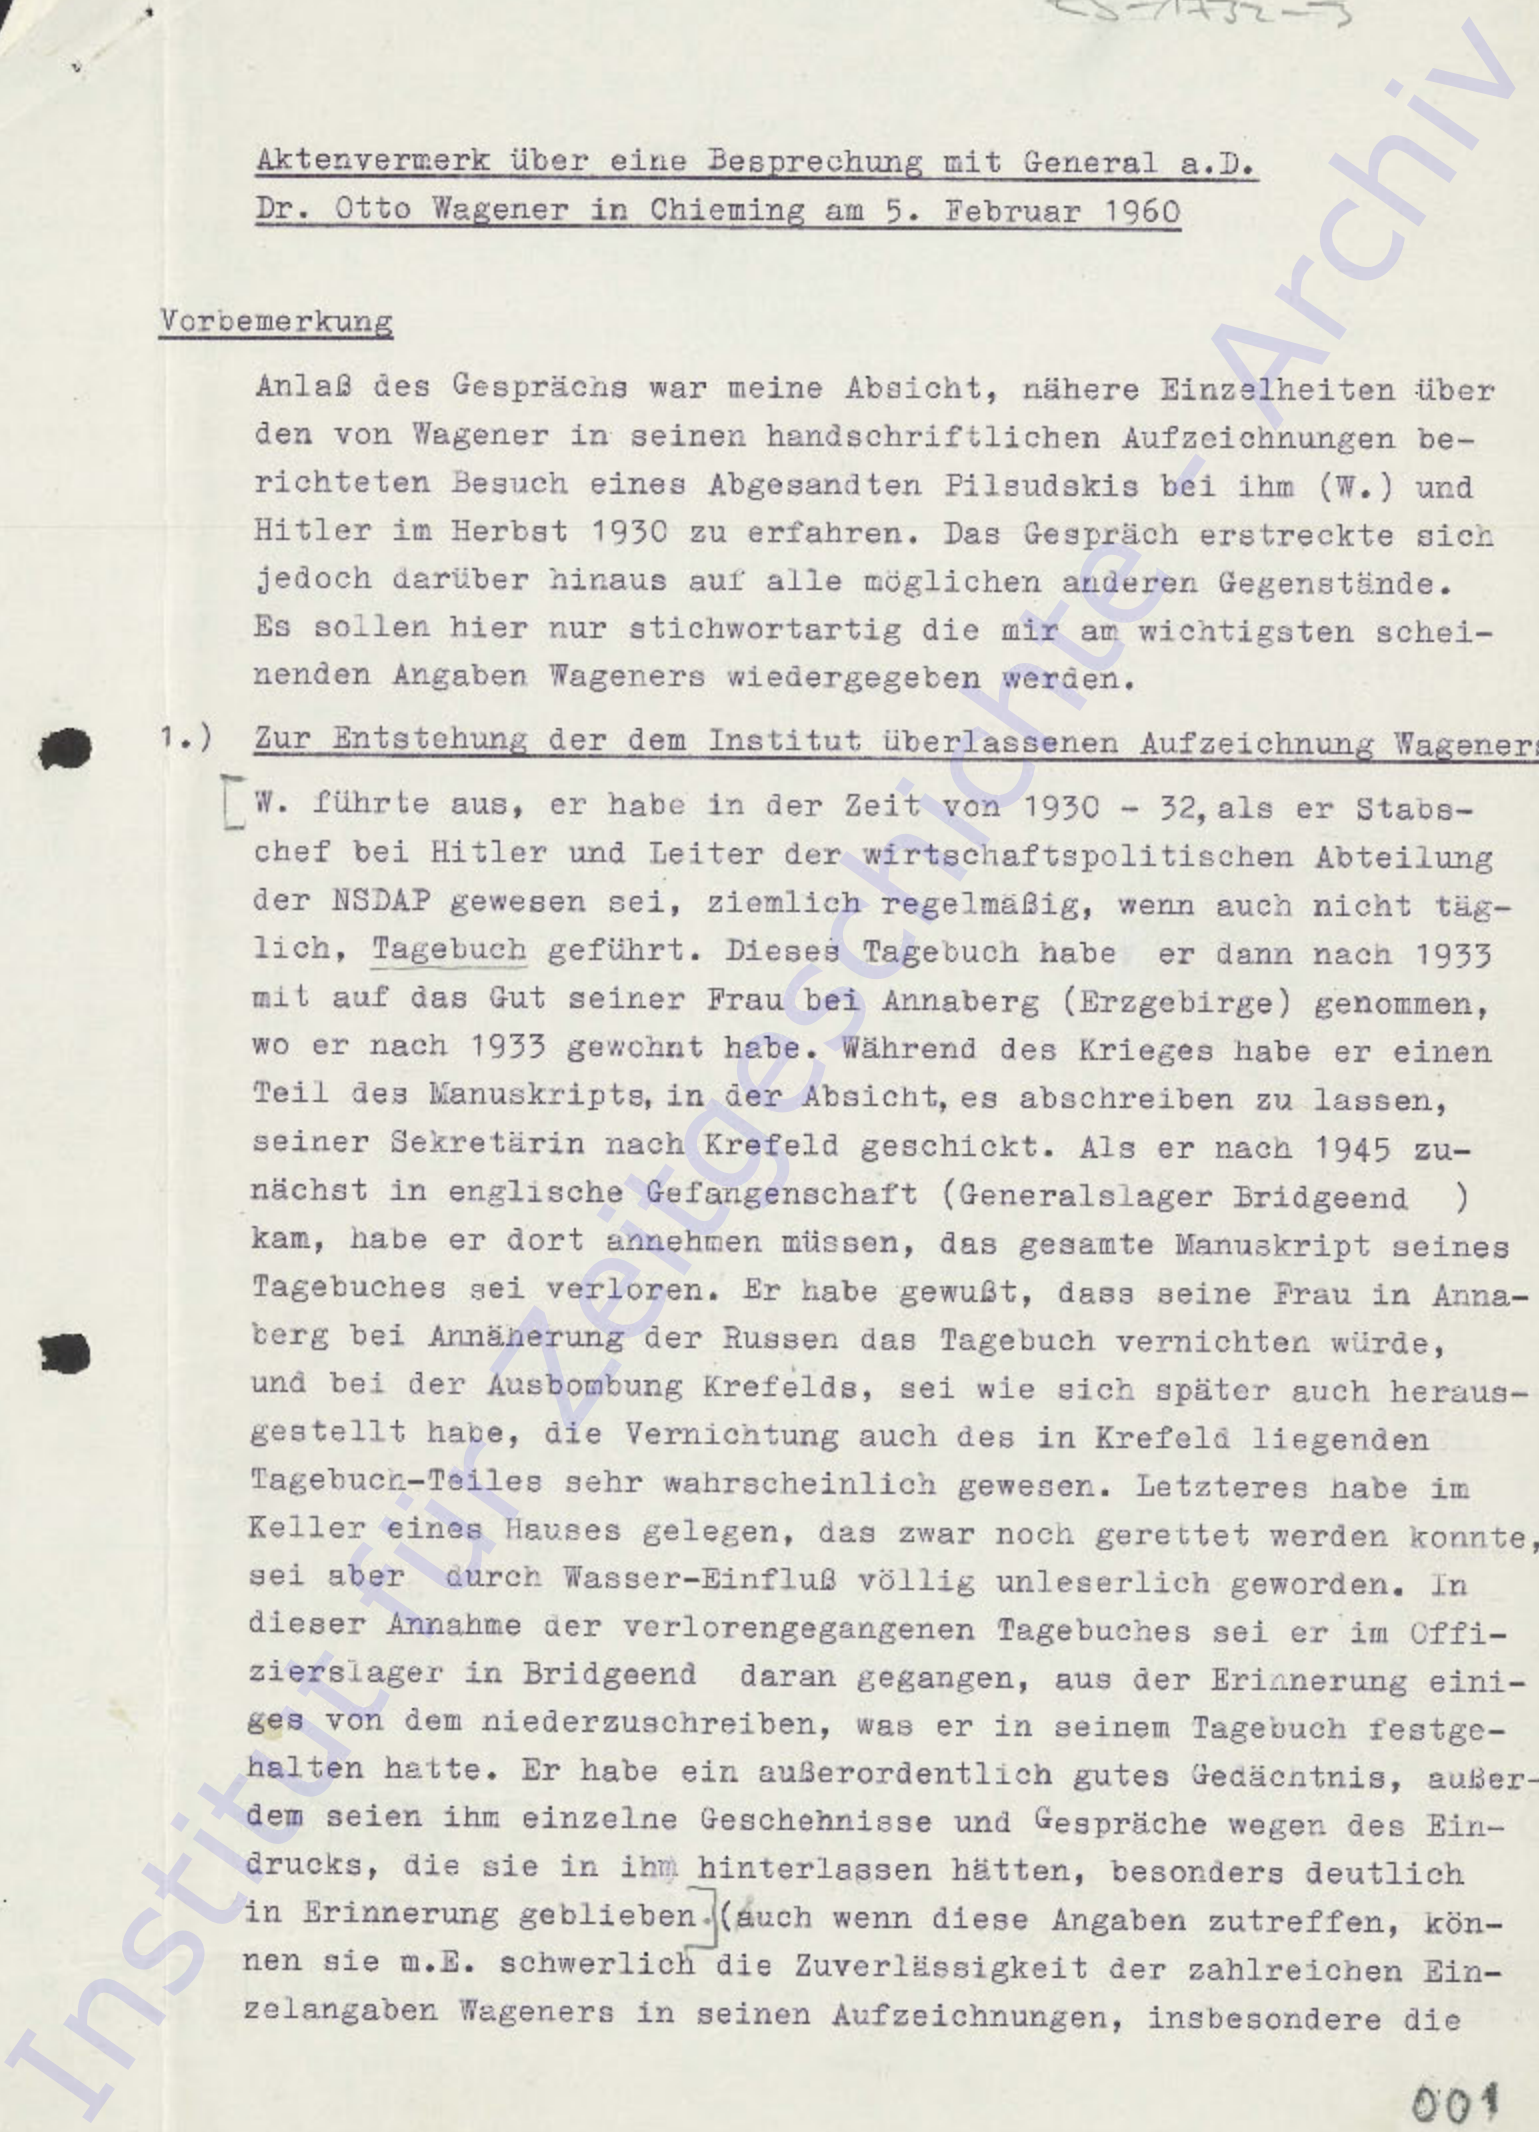 Aktenvermerk über eine Besprechung mit General a.D.
Dr. Otto Wagener in Chieming am 5. Februar 1960
Vorbemerkung
Anlaß des Gesprächs war meine Absicht, nähere Einzelheiten über
den von Wagener in seinen handschriftlichen Aufzeichnungen be-
richteten Besuch eines Abgesandten Pilsudskis bei ihm (W.) und
Hitler im Herbst 1930 zu erfahren. Das Gespräch erstreckte sich
jedoch darüber hinaus auf alle möglichen anderen Gegenstände.
Es sollen hier nur stichwortartig die mir am wichtigsten schei-
nenden Angaben Wageners wiedergegeben werden.
1.) Zur Entstehung der dem Institut überlassenen Aufzeichnung Wageners
[W. führte aus, er habe in der Zeit von 1930 - 32, als er Stabs-
chef bei Hitler und Leiter der wirtschaftspolitischen Abteilung
der NSDAP gewesen sei, ziemlich regelmäßig, wenn auch nicht täg-
lich, Tagebuch geführt. Dieses Tagebuch habe er dann nach 1933
mit auf das Gut seiner Frau bei Annaberg (Erzgebirge) genommen,
wo er nach 1933 gewohnt habe. Während des Krieges habe er einen
Teil des Manuskripts, in der Absicht, es abschreiben zu lassen,
seiner Sekretärin nach Krefeld geschickt. Als er nach 1945 zu-
nächst in englische Gefangenschaft (Generalslager Bridgeend )
kam, habe er dort annehmen müssen, das gesamte Manuskript seines
Tagebuches sei verloren. Er habe gewußt, dass seine Frau in Anna-
berg bei Annäherung der Russen das Tagebuch vernichten würde,
und bei der Ausbombung Krefelds, sei wie sich später auch heraus-
gestellt habe, die Vernichtung auch des in Krefeld liegenden
Tagebuch-Teiles sehr wahrscheinlich gewesen. Letzteres habe im
Keller eines Hauses gelegen, das zwar noch gerettet werden konnte,
sei aber durch Wasser-Einfluß völlig unleserlich geworden. In
dieser Annahme der verlorengegangenen Tagebuches sei er im Offi-
zierslager in Bridgeend daran gegangen, aus der Erinnerung eini-
ges von dem niederzuschreiben, was er in seinem Tagebuch festge-
halten hatte. Er habe ein außerordentlich gutes Gedächtnis, außer-
dem seien ihm einzelne Geschehnisse und Gespräche wegen des Ein-
drucks, die sie in ihm hinterlassen hätten, besonders deutlich
in Erinnerung geblieben.](auch wenn diese Angaben zutreffen, kön-
nen sie m.E. schwerlich die Zuverlässigkeit der zahlreichen Ein-
zelangaben Wageners in seinen Aufzeichnungen, insbesondere die
001
Institut für Zeitgeschichte - Archiv